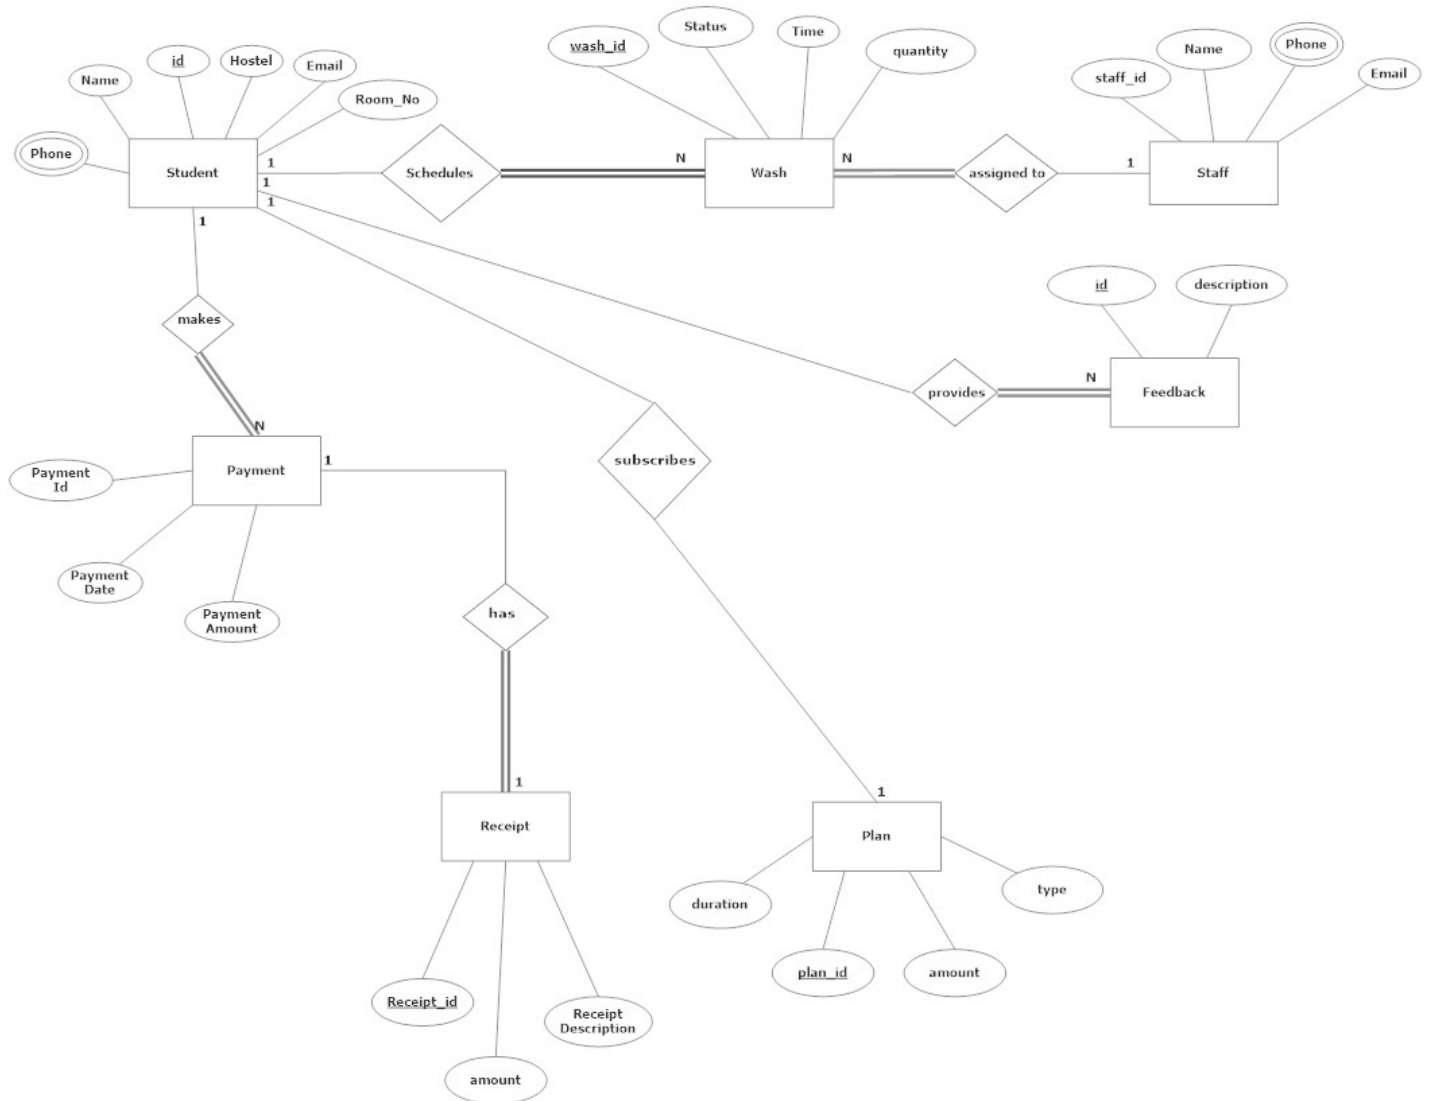 wash_id
Status
Time
quantity
Phone
Name
staff_id
Email
id
Hostel
Email
Name
Room_No
Phone
Student
1
1
1
1
Schedules
N
Wash
N
assigned to
1
Staff
id
description
makes
provides
N
Feedback
N
Payment
1
Payment
Id
subscribes
Payment
Date
Payment
Amount
has
1
Receipt
1
Plan
duration
type
plan_id
amount
Receipt_id
Receipt
Description
amount